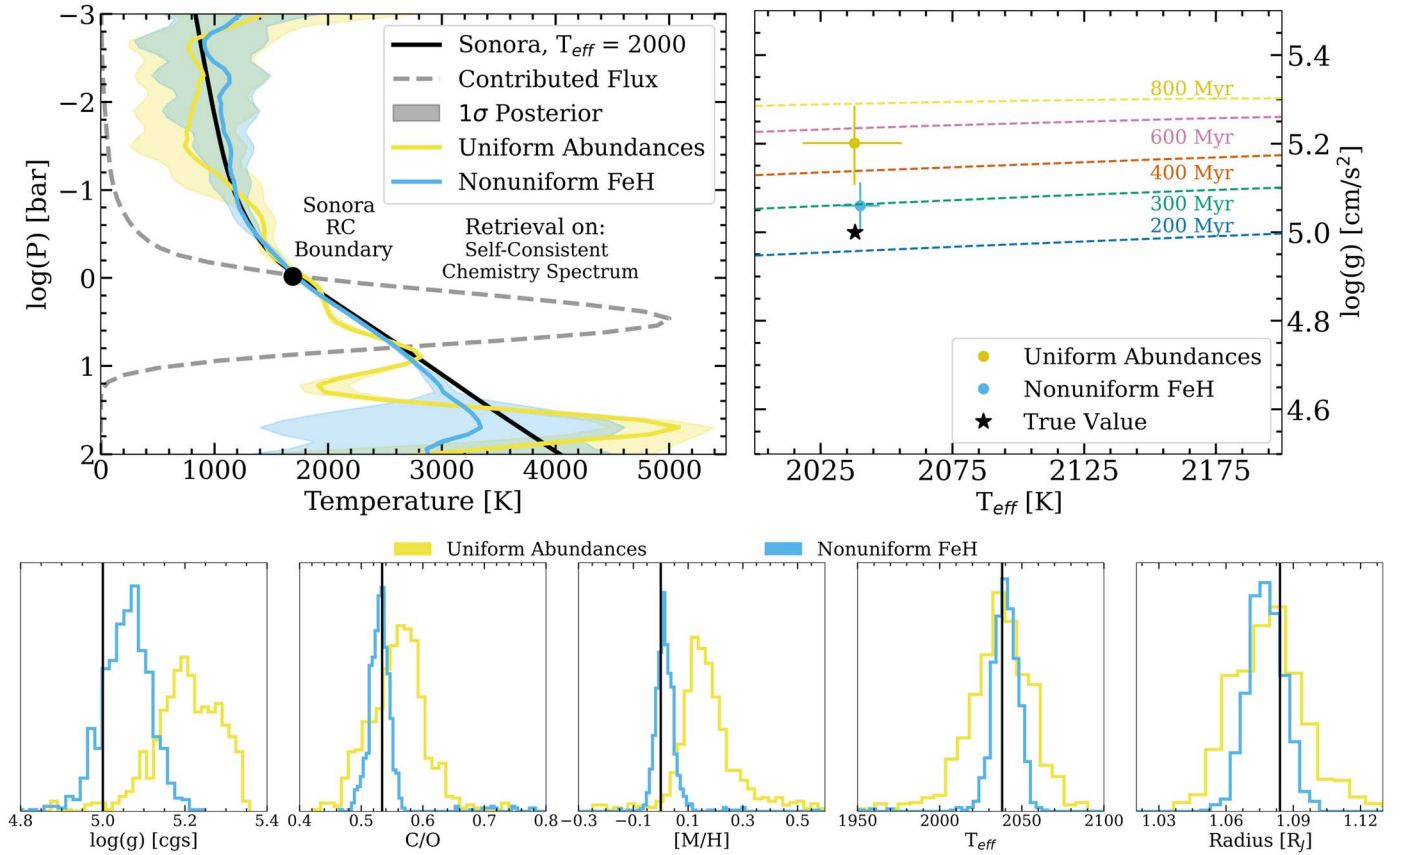 −3
−2
−1
0
1
2
log(P) [bar]
0
1000
2000
3000
4000
5000
Temperature [K]
Sonora, T_eff = 2000
Contributed Flux
1σ Posterior
Uniform Abundances
Nonuniform FeH
Sonora
RC
Boundary
Retrieval on:
Self-Consistent
Chemistry Spectrum
800 Myr
600 Myr
400 Myr
300 Myr
200 Myr
5.4
5.2
5.0
4.8
4.6
log(g) [cm/s²]
Uniform Abundances
Nonuniform FeH
True Value
2025
2075
2125
2175
T_eff [K]
Uniform Abundances
Nonuniform FeH
4.8
5.0
5.2
5.4
log(g) [cgs]
0.4
0.5
0.6
0.7
0.8
C/O
−0.3
−0.1
0.1
0.3
0.5
[M/H]
1950
2000
2050
2100
T_eff
1.03
1.06
1.09
1.12
Radius [R_J]